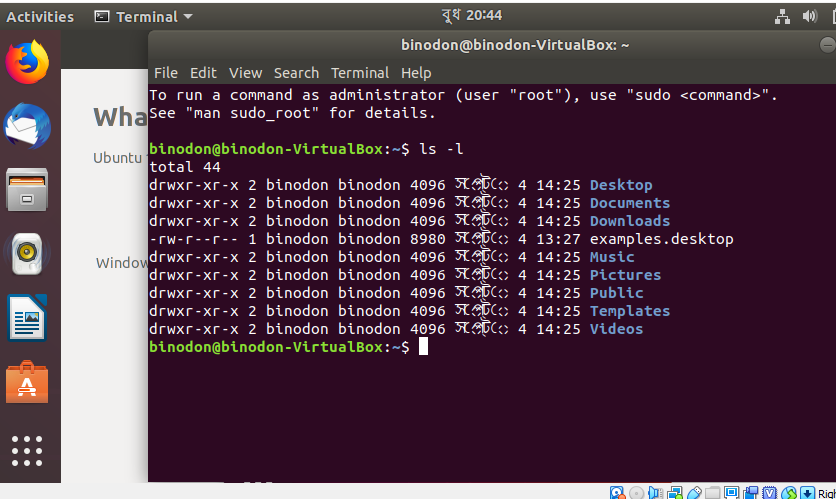 Activities Terminal বুধ 20:44
binodon@binodon-VirtualBox: ~
File Edit View Search Terminal Help
Wha
Ubuntu
Window
To run a command as administrator (user "root"), use "sudo <command>".
See "man sudo_root" for details.
binodon@binodon-VirtualBox:~$ ls -l
total 44
drwxr-xr-x 2 binodon binodon 4096 4 14:25 Desktop
drwxr-xr-x 2 binodon binodon 4096 4 14:25 Documents
drwxr-xr-x 2 binodon binodon 4096 4 14:25 Downloads
-rw-r--r-- 1 binodon binodon 8980 4 13:27 examples.desktop
drwxr-xr-x 2 binodon binodon 4096 4 14:25 Music
drwxr-xr-x 2 binodon binodon 4096 4 14:25 Pictures
drwxr-xr-x 2 binodon binodon 4096 4 14:25 Public
drwxr-xr-x 2 binodon binodon 4096 4 14:25 Templates
drwxr-xr-x 2 binodon binodon 4096 4 14:25 Videos
binodon@binodon-VirtualBox:~$
Righ